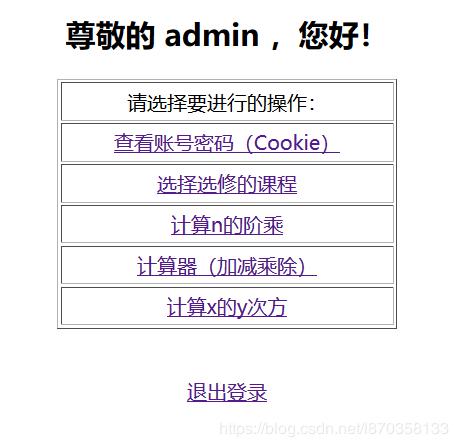 尊敬的 admin ，您好！
请选择要进行的操作：
查看账号密码（Cookie）
选择选修的课程
计算n的阶乘
计算器（加减乘除）
计算x的y次方
退出登录
https://blog.csdn.net/l870358133